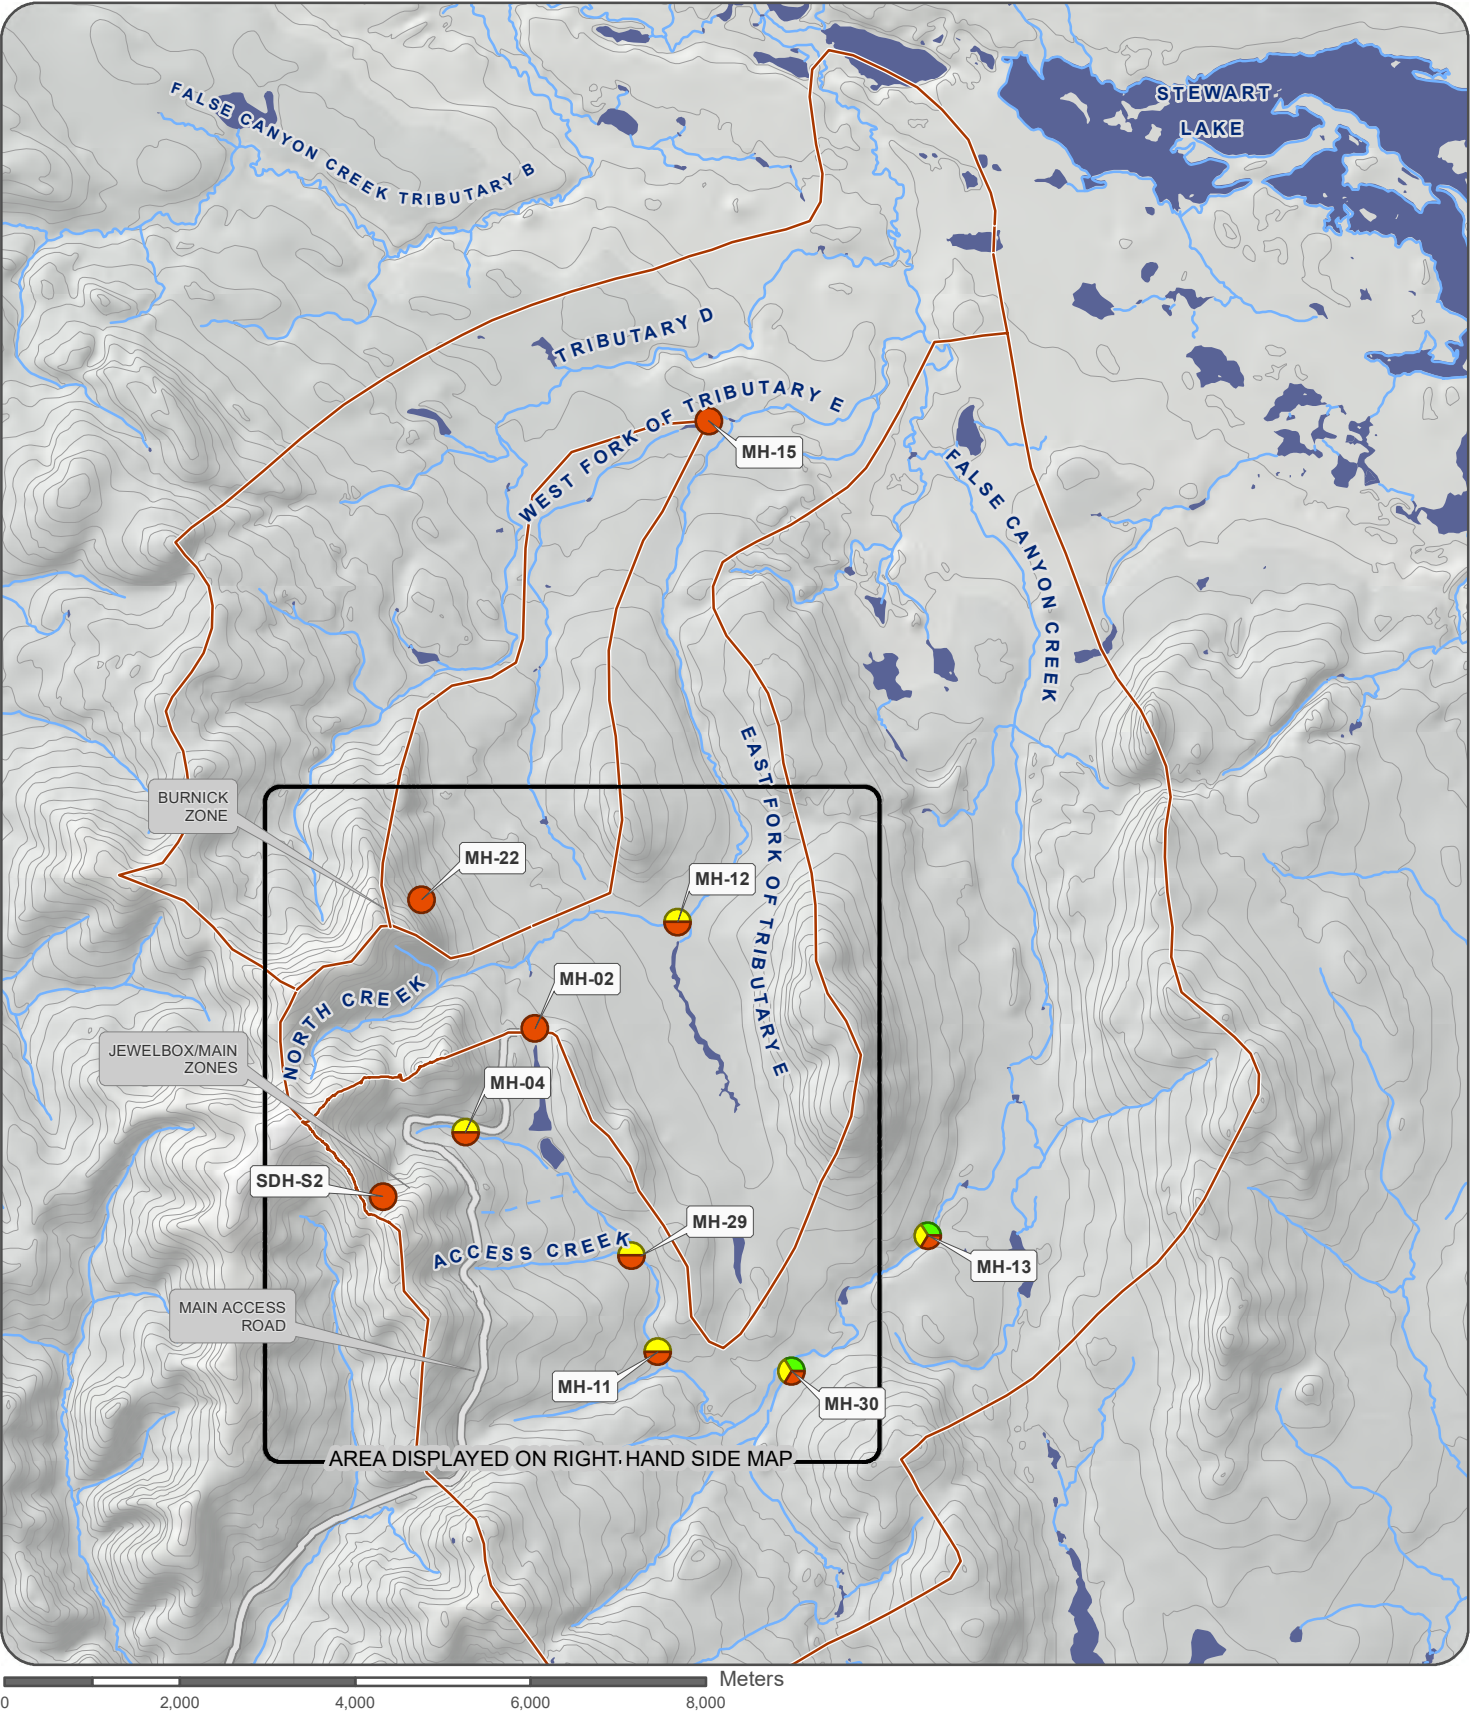 STEWART
LAKE
FALSE CANYON CREEK TRIBUTARY B
TRIBUTARY D
WEST FORK OF TRIBUTARY E
MH-15
FALSE CANYON CREEK
EAST FORK OF TRIBUTARY E
BURNICK
ZONE
MH-22
MH-12
MH-02
NORTH CREEK
JEWELBOX/MAIN
ZONES
MH-04
SDH-S2
MH-29
ACCESS CREEK
MH-13
MAIN ACCESS
ROAD
MH-11
MH-30
AREA DISPLAYED ON RIGHT HAND SIDE MAP
Meters
0 2,000 4,000 6,000 8,000